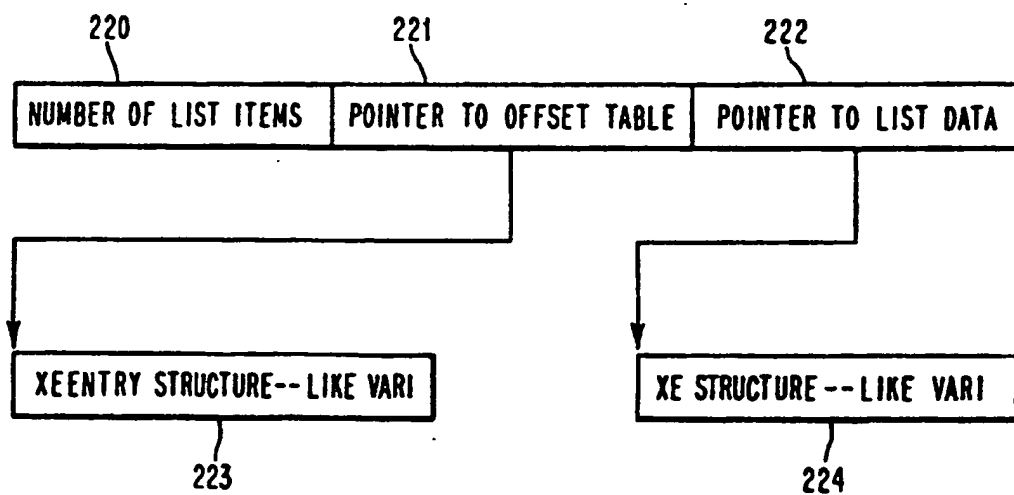 220 221 222
NUMBER OF LIST ITEMS POINTER TO OFFSET TABLE POINTER TO LIST DATA
XEENTRY STRUCTURE--LIKE VARI XE STRUCTURE--LIKE VARI
223 224